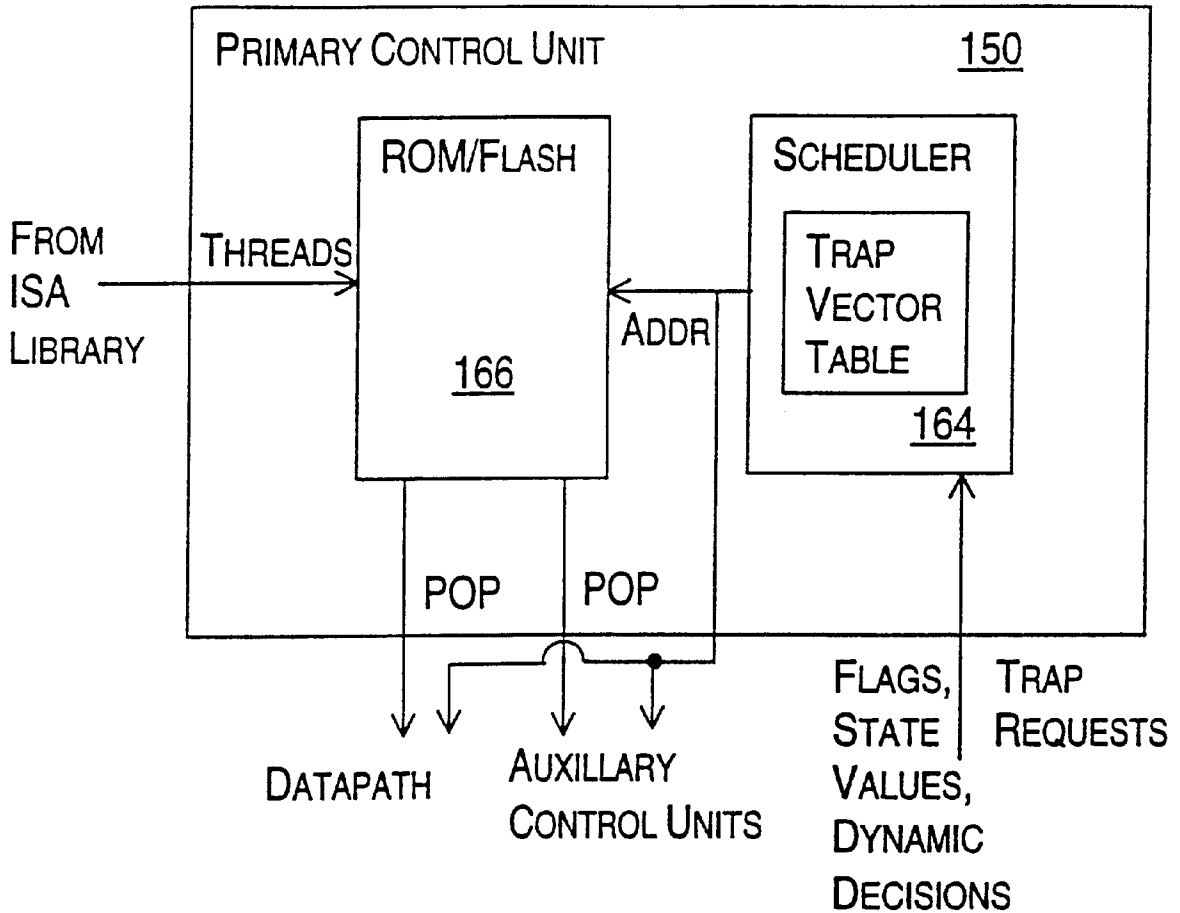 PRIMARY CONTROL UNIT
150
ROM/FLASH
166
SCHEDULER
TRAP
VECTOR
TABLE
164
FROM
ISA
LIBRARY
THREADS
ADDR
POP
POP
DATAPATH
AUXILLARY
CONTROL UNITS
FLAGS,
STATE
VALUES,
DYNAMIC
DECISIONS
TRAP
REQUESTS